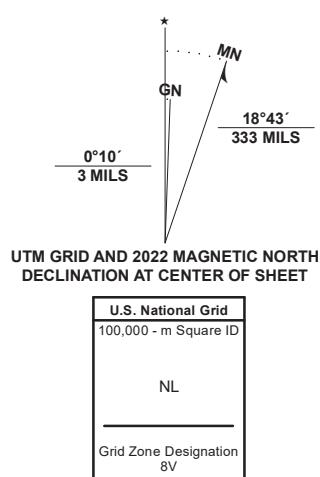 ★
MN
GN
18°43´
333 MILS
0°10´
3 MILS
UTM GRID AND 2022 MAGNETIC NORTH
DECLINATION AT CENTER OF SHEET
U.S. National Grid
100,000 - m Square ID
NL
Grid Zone Designation
8V